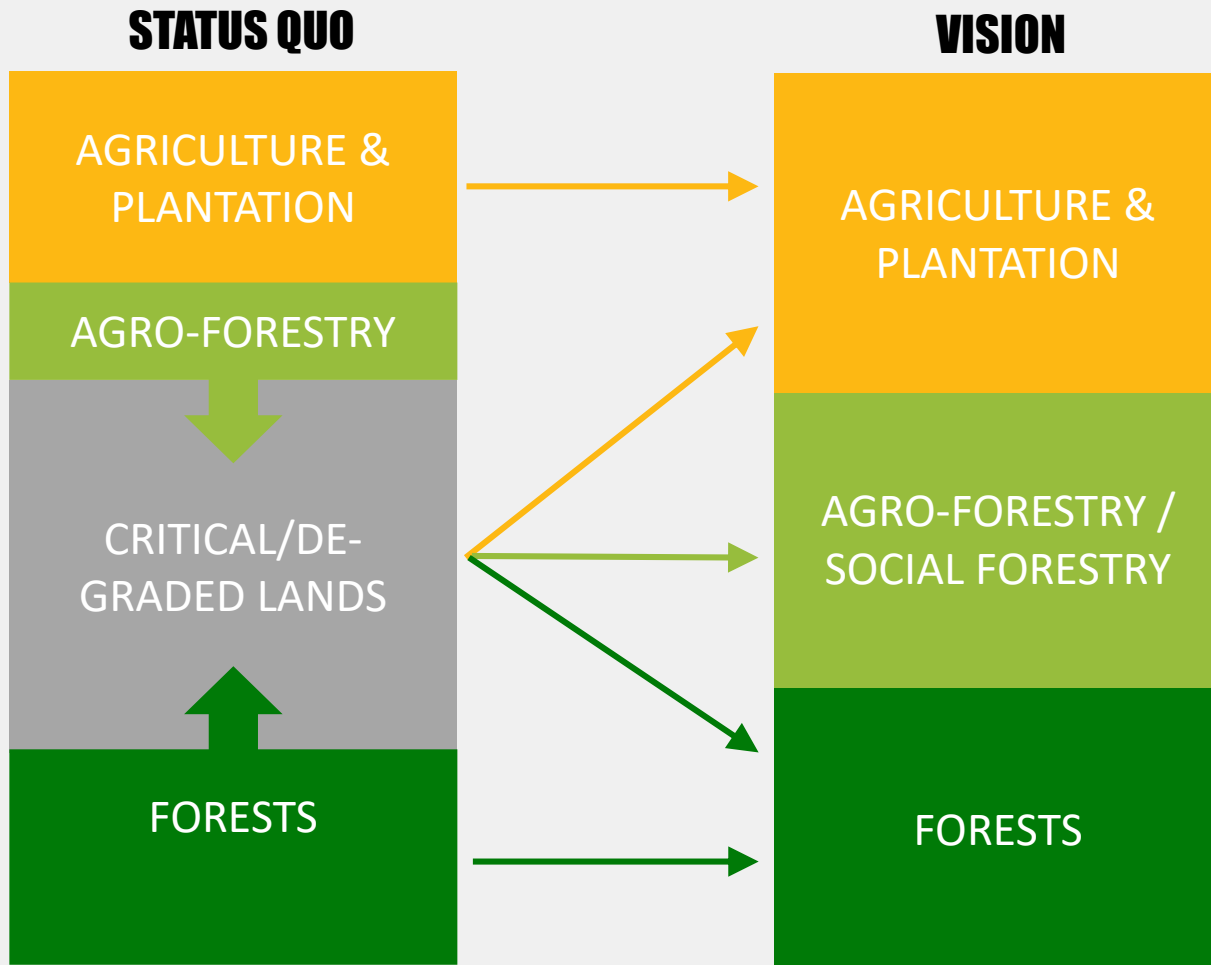 STATUS QUO
AGRICULTURE &
PLANTATION
AGRO-FORESTRY
CRITICAL/DE-
GRADED LANDS
FORESTS
VISION
AGRICULTURE &
PLANTATION
AGRO-FORESTRY /
SOCIAL FORESTRY
FORESTS